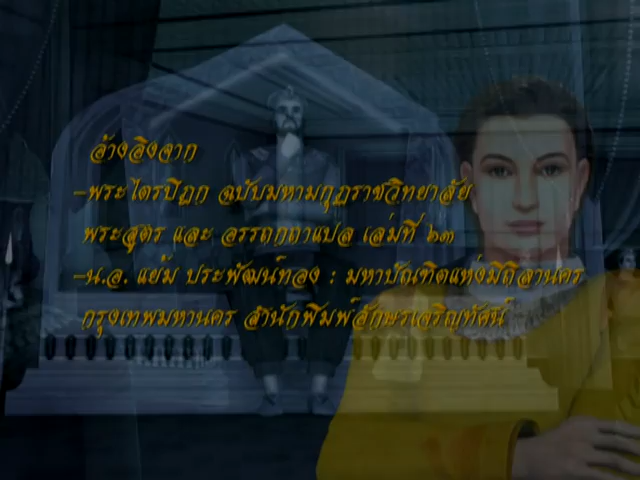 อ้างอิงจาก
-พระไตรปิฎก ฉบับมหามกุฏราชวิทยาลัย
พระสูตร และ อรรถกถาแปล เล่มที่ ๖๓
-น.อ. แย้ม ประพัฒน์ทอง : มหาบัณฑิตแห่งมิถิลานคร
กรุงเทพมหานคร สำนักพิมพ์อักษรเจริญทัศน์